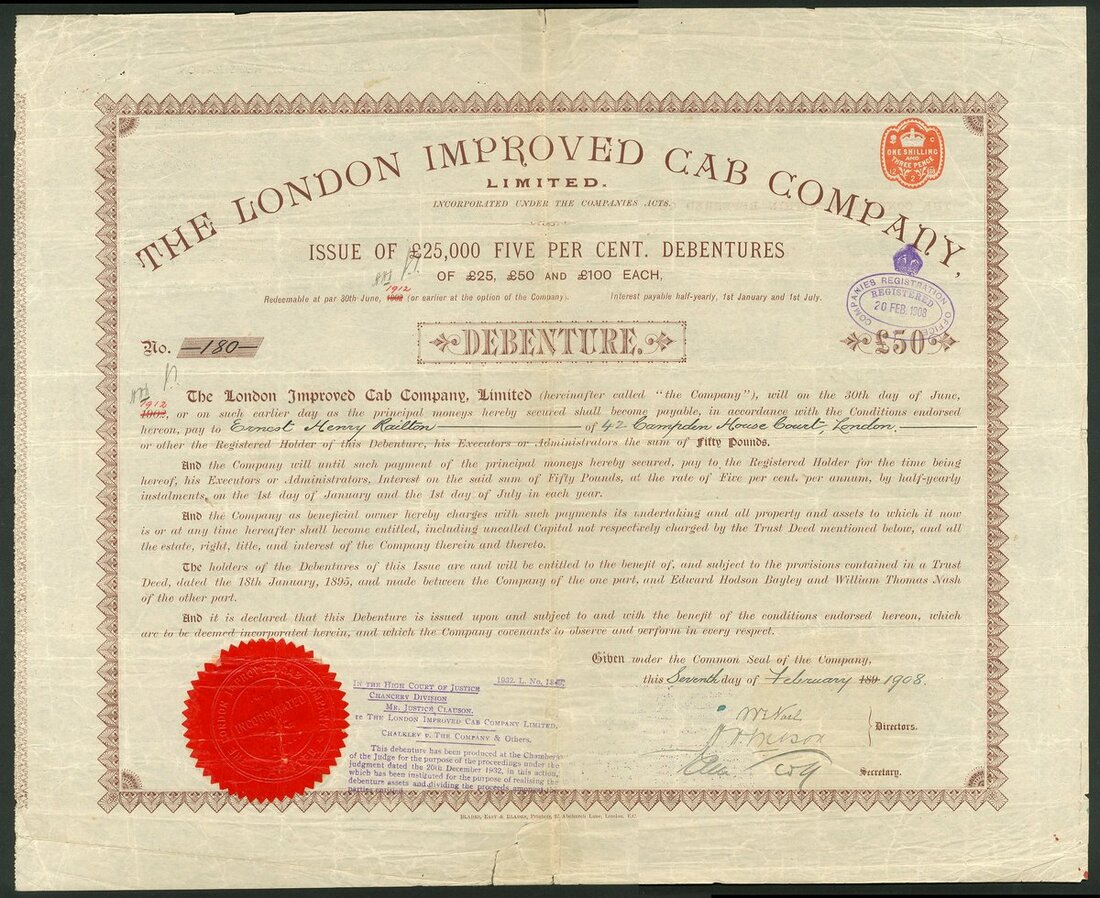 THE LONDON IMPROVED CAB COMPANY,
LIMITED.
INCORPORATED UNDER THE COMPANIES ACTS.
ONE SHILLING
AND
THREE PENCE
ISSUE OF £25,000 FIVE PER CENT. DEBENTURES
OF £25, £50 AND £100 EACH,
1912
Redeemable at par 30th June, 1902 (or earlier at the option of the Company). Interest payable half-yearly, 1st January and 1st July.
COMPANIES REGISTRATION OFFICE
REGISTERED
20 FEB. 1908
No. 180
DEBENTURE.
£50
The London Improved Cab Company, Limited (hereinafter called "the Company"), will on the 30th day of June,
1912
1902, or on such earlier day as the principal moneys hereby secured shall become payable, in accordance with the Conditions endorsed
hereon, pay to Ernest Henry Railton of 42 Campden House Court, London.
or other the Registered Holder of this Debenture, his Executors or Administrators the sum of Fifty Pounds.
And the Company will until such payment of the principal moneys hereby secured, pay to the Registered Holder for the time being
hereof, his Executors or Administrators, Interest on the said sum of Fifty Pounds, at the rate of Five per cent. per annum, by half-yearly
instalments, on the 1st day of January and the 1st day of July in each year.
And the Company as beneficial owner hereby charges with such payments its undertaking and all property and assets to which it now
is or at any time hereafter shall become entitled, including uncalled Capital not respectively charged by the Trust Deed mentioned below, and all
the estate, right, title, and interest of the Company therein and thereto.
The holders of the Debentures of this Issue are and will be entitled to the benefit of, and subject to the provisions contained in a Trust
Deed, dated the 18th January, 1895, and made between the Company of the one part, and Edward Hodson Bayley and William Thomas Nash
of the other part.
And it is declared that this Debenture is issued upon and subject to and with the benefit of the conditions endorsed hereon, which
are to be deemed incorporated herein, and which the Company covenants to observe and perform in every respect.
Given under the Common Seal of the Company,
this Seventh day of February 189 1908.
Directors.
Secretary.
INCORPORATED
IN THE HIGH COURT OF JUSTICE 1932. L. No.
CHANCERY DIVISION
MR. JUSTICE CLAUSON.
re THE LONDON IMPROVED CAB COMPANY LIMITED.
CHALKLEY v. THE COMPANY & Others.
This debenture has been produced at the Chambers
of the Judge for the purpose of the proceedings under the
judgment dated the 20th December 1932, in this action,
which has been instituted for the purpose of realising the
debenture assets and dividing the proceeds amongst the
parties entitled
BLADES, EAST & BLADES, Printers, Abchurch Lane, London, E.C.